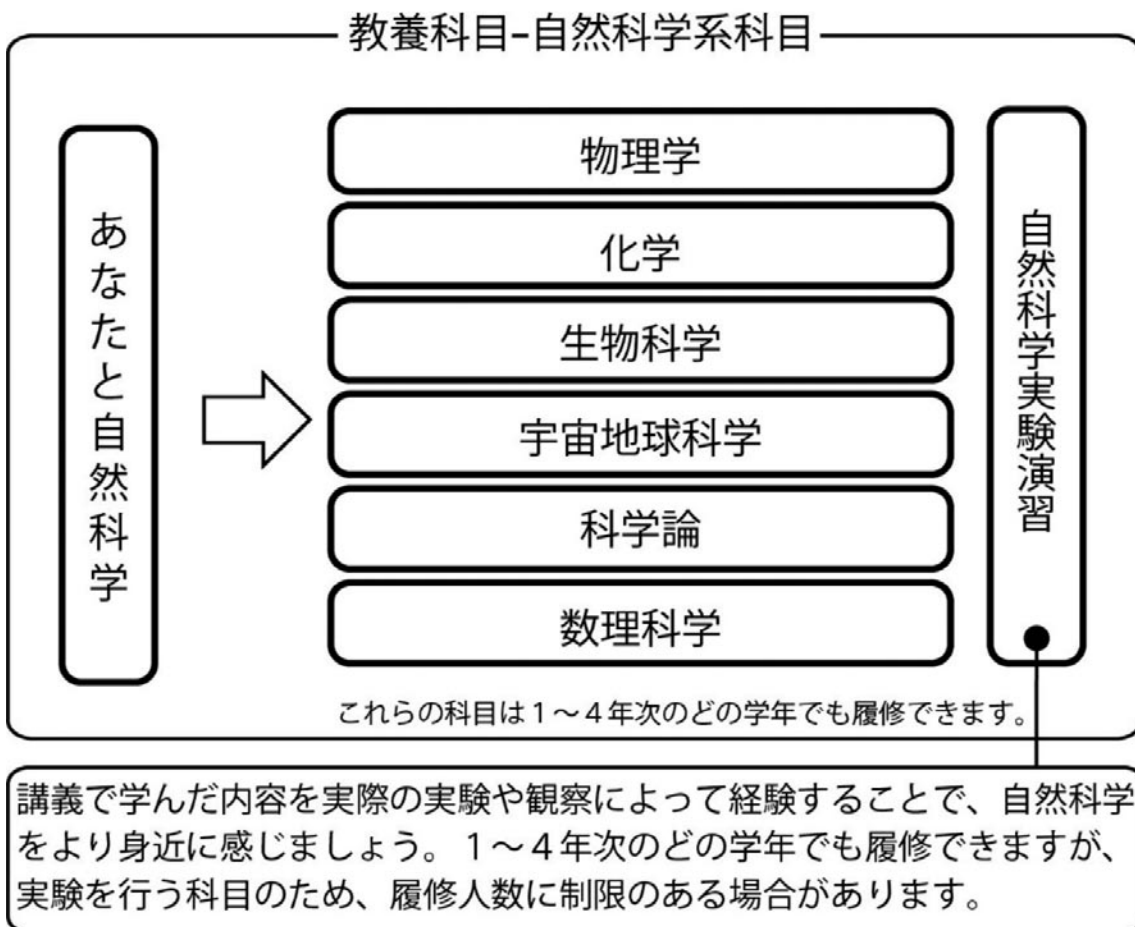 教養科目−自然科学系科目
あなたと自然科学
物理学
化学
生物科学
宇宙地球科学
科学論
数理科学
自然科学実験演習
これらの科目は１〜４年次のどの学年でも履修できます。
講義で学んだ内容を実際の実験や観察によって経験することで、自然科学
をより身近に感じましょう。１〜４年次のどの学年でも履修できますが、
実験を行う科目のため、履修人数に制限のある場合があります。